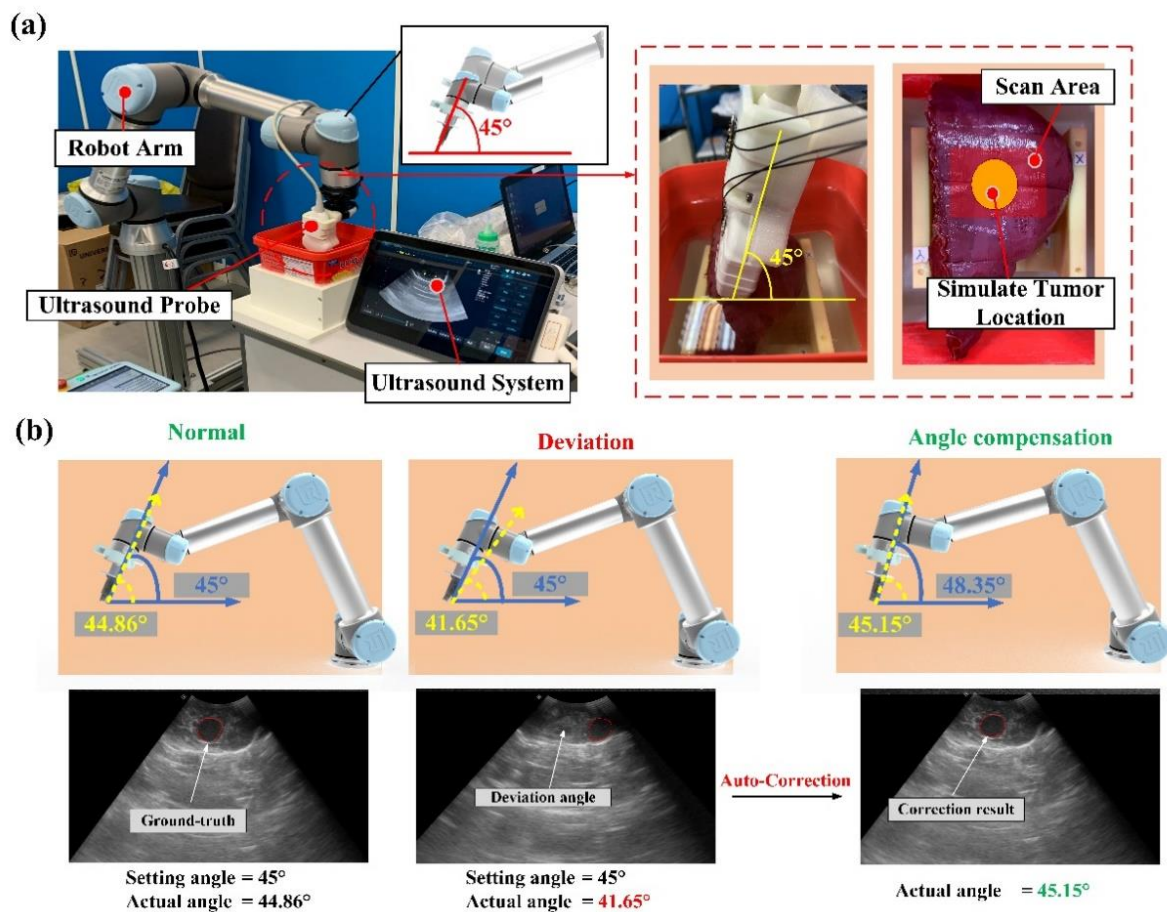 (a)
45°
Robot Arm
Ultrasound Probe
Ultrasound System
45°
Scan Area
Simulate Tumor
Location
(b)
Normal
Deviation
Angle compensation
45°
44.86°
45°
41.65°
48.35°
45.15°
Ground-truth
Deviation angle
Auto-Correction
Correction result
Setting angle = 45°
Actual angle = 44.86°
Setting angle = 45°
Actual angle = 41.65°
Actual angle = 45.15°